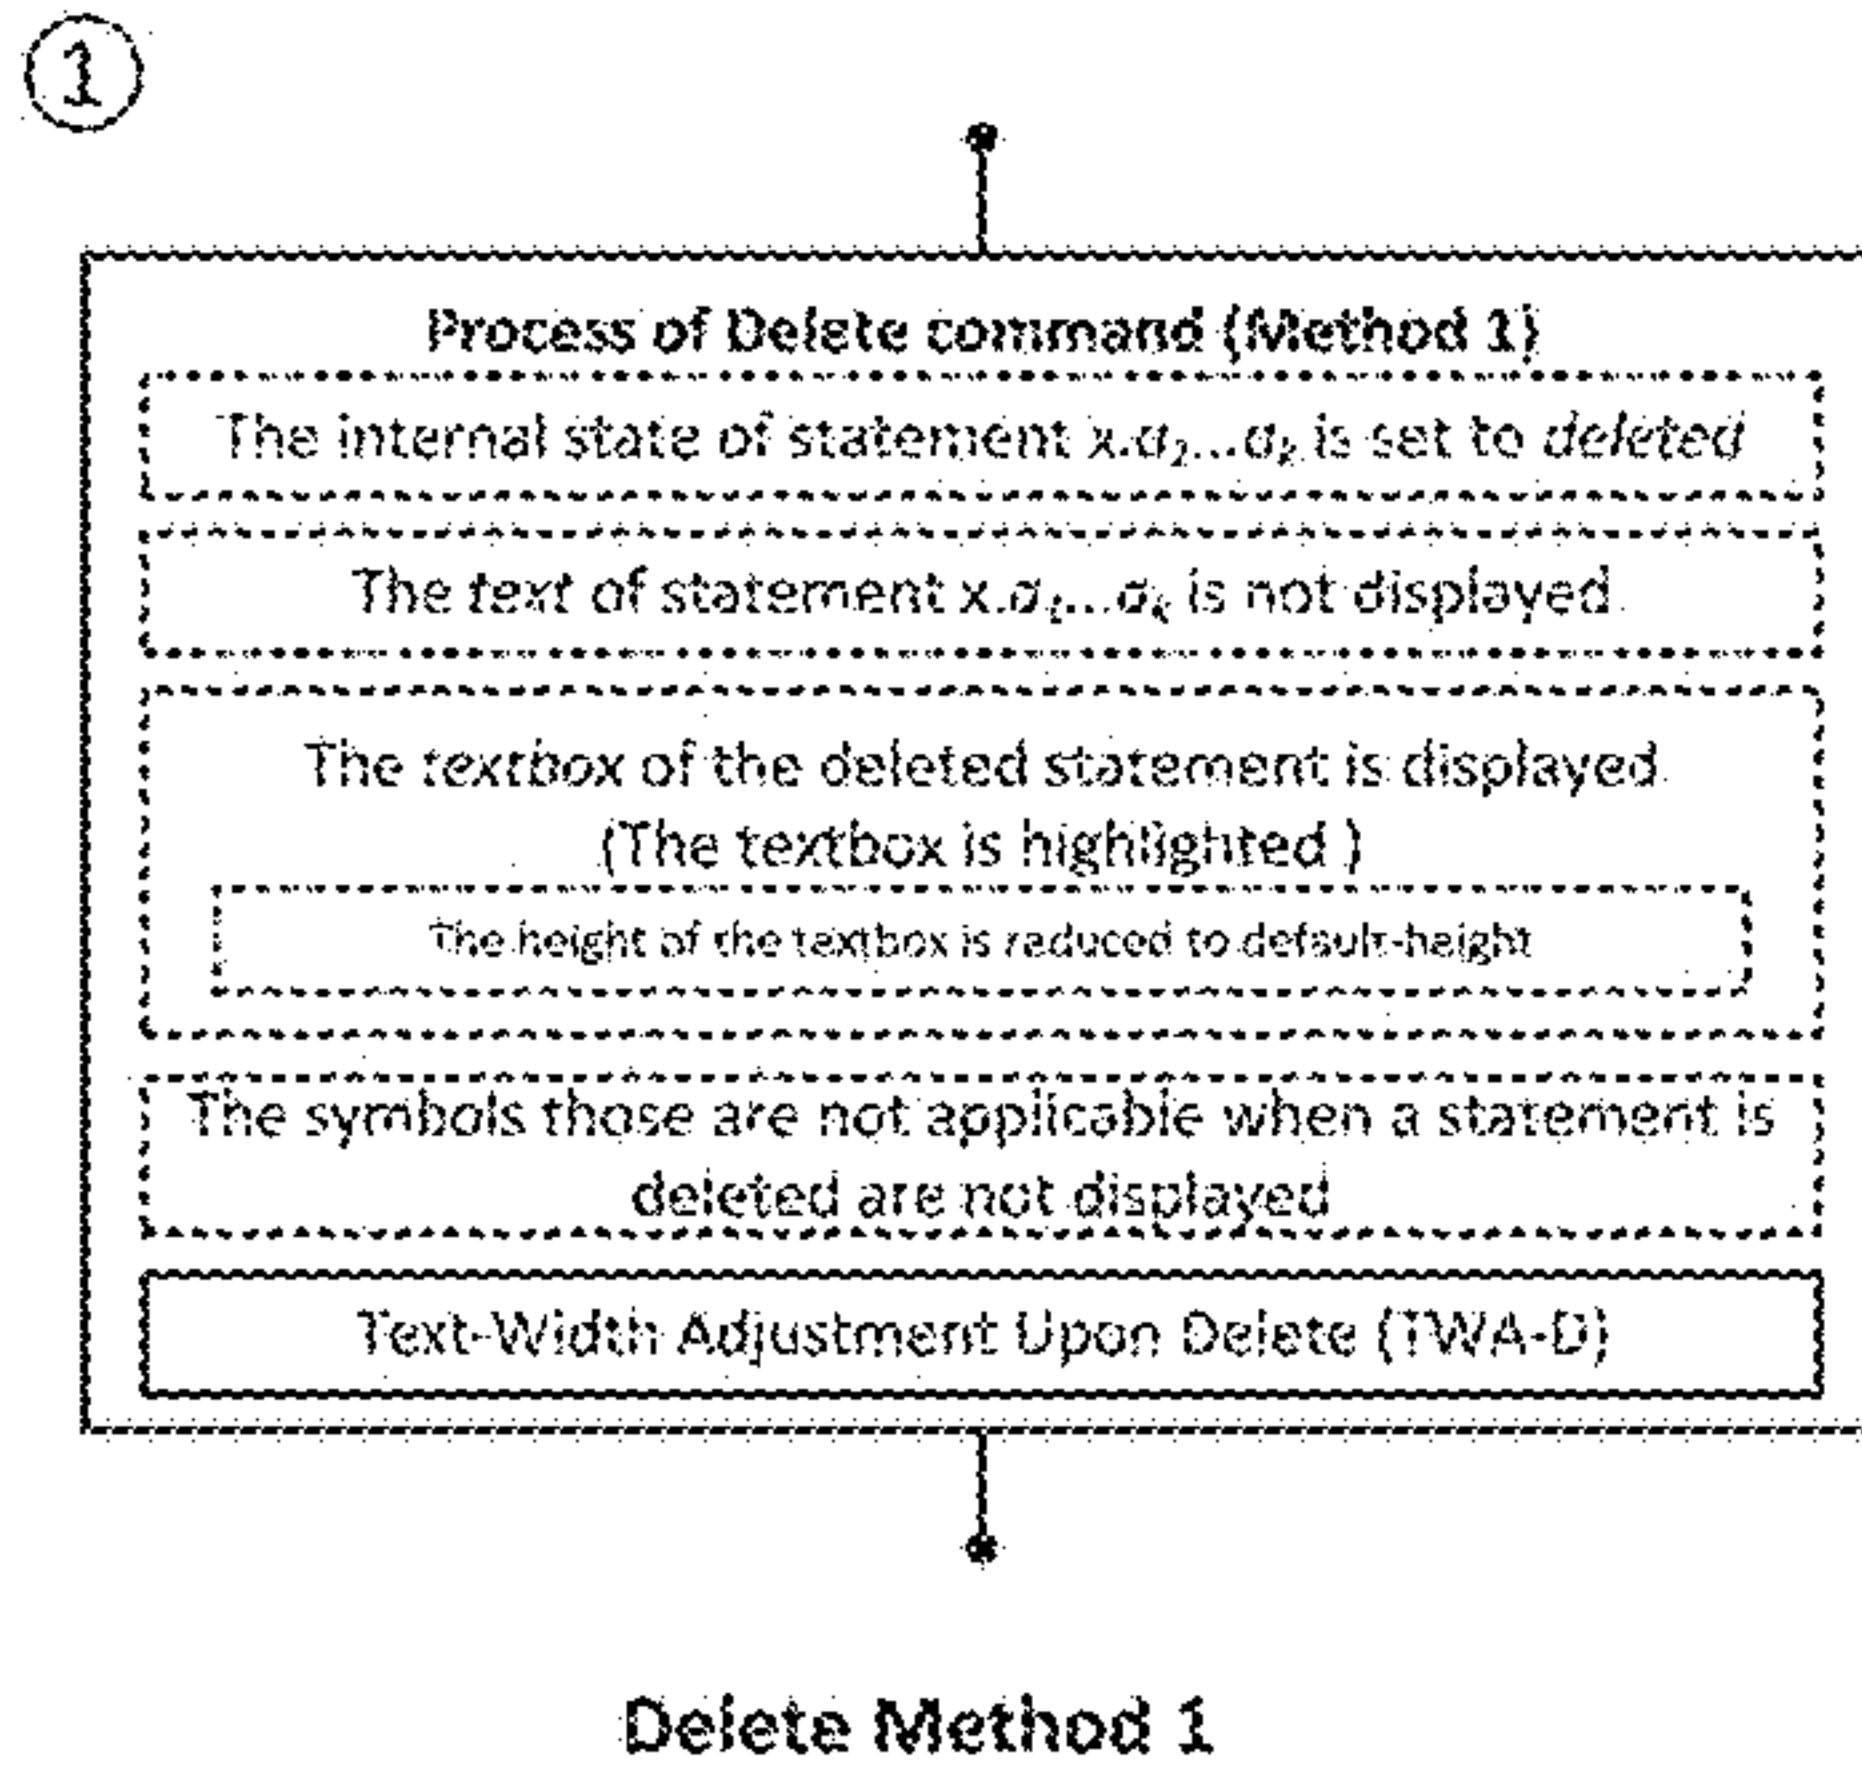 1
Process of Delete command (Method 1)
The internal state of statement x.a₂...aₖ is set to deleted
The text of statement x.a₂...aₖ is not displayed
The textbox of the deleted statement is displayed
(The textbox is highlighted )
The height of the textbox is reduced to default-height
The symbols those are not applicable when a statement is
deleted are not displayed
Text-Width Adjustment Upon Delete (TWA-D)
Delete Method 1